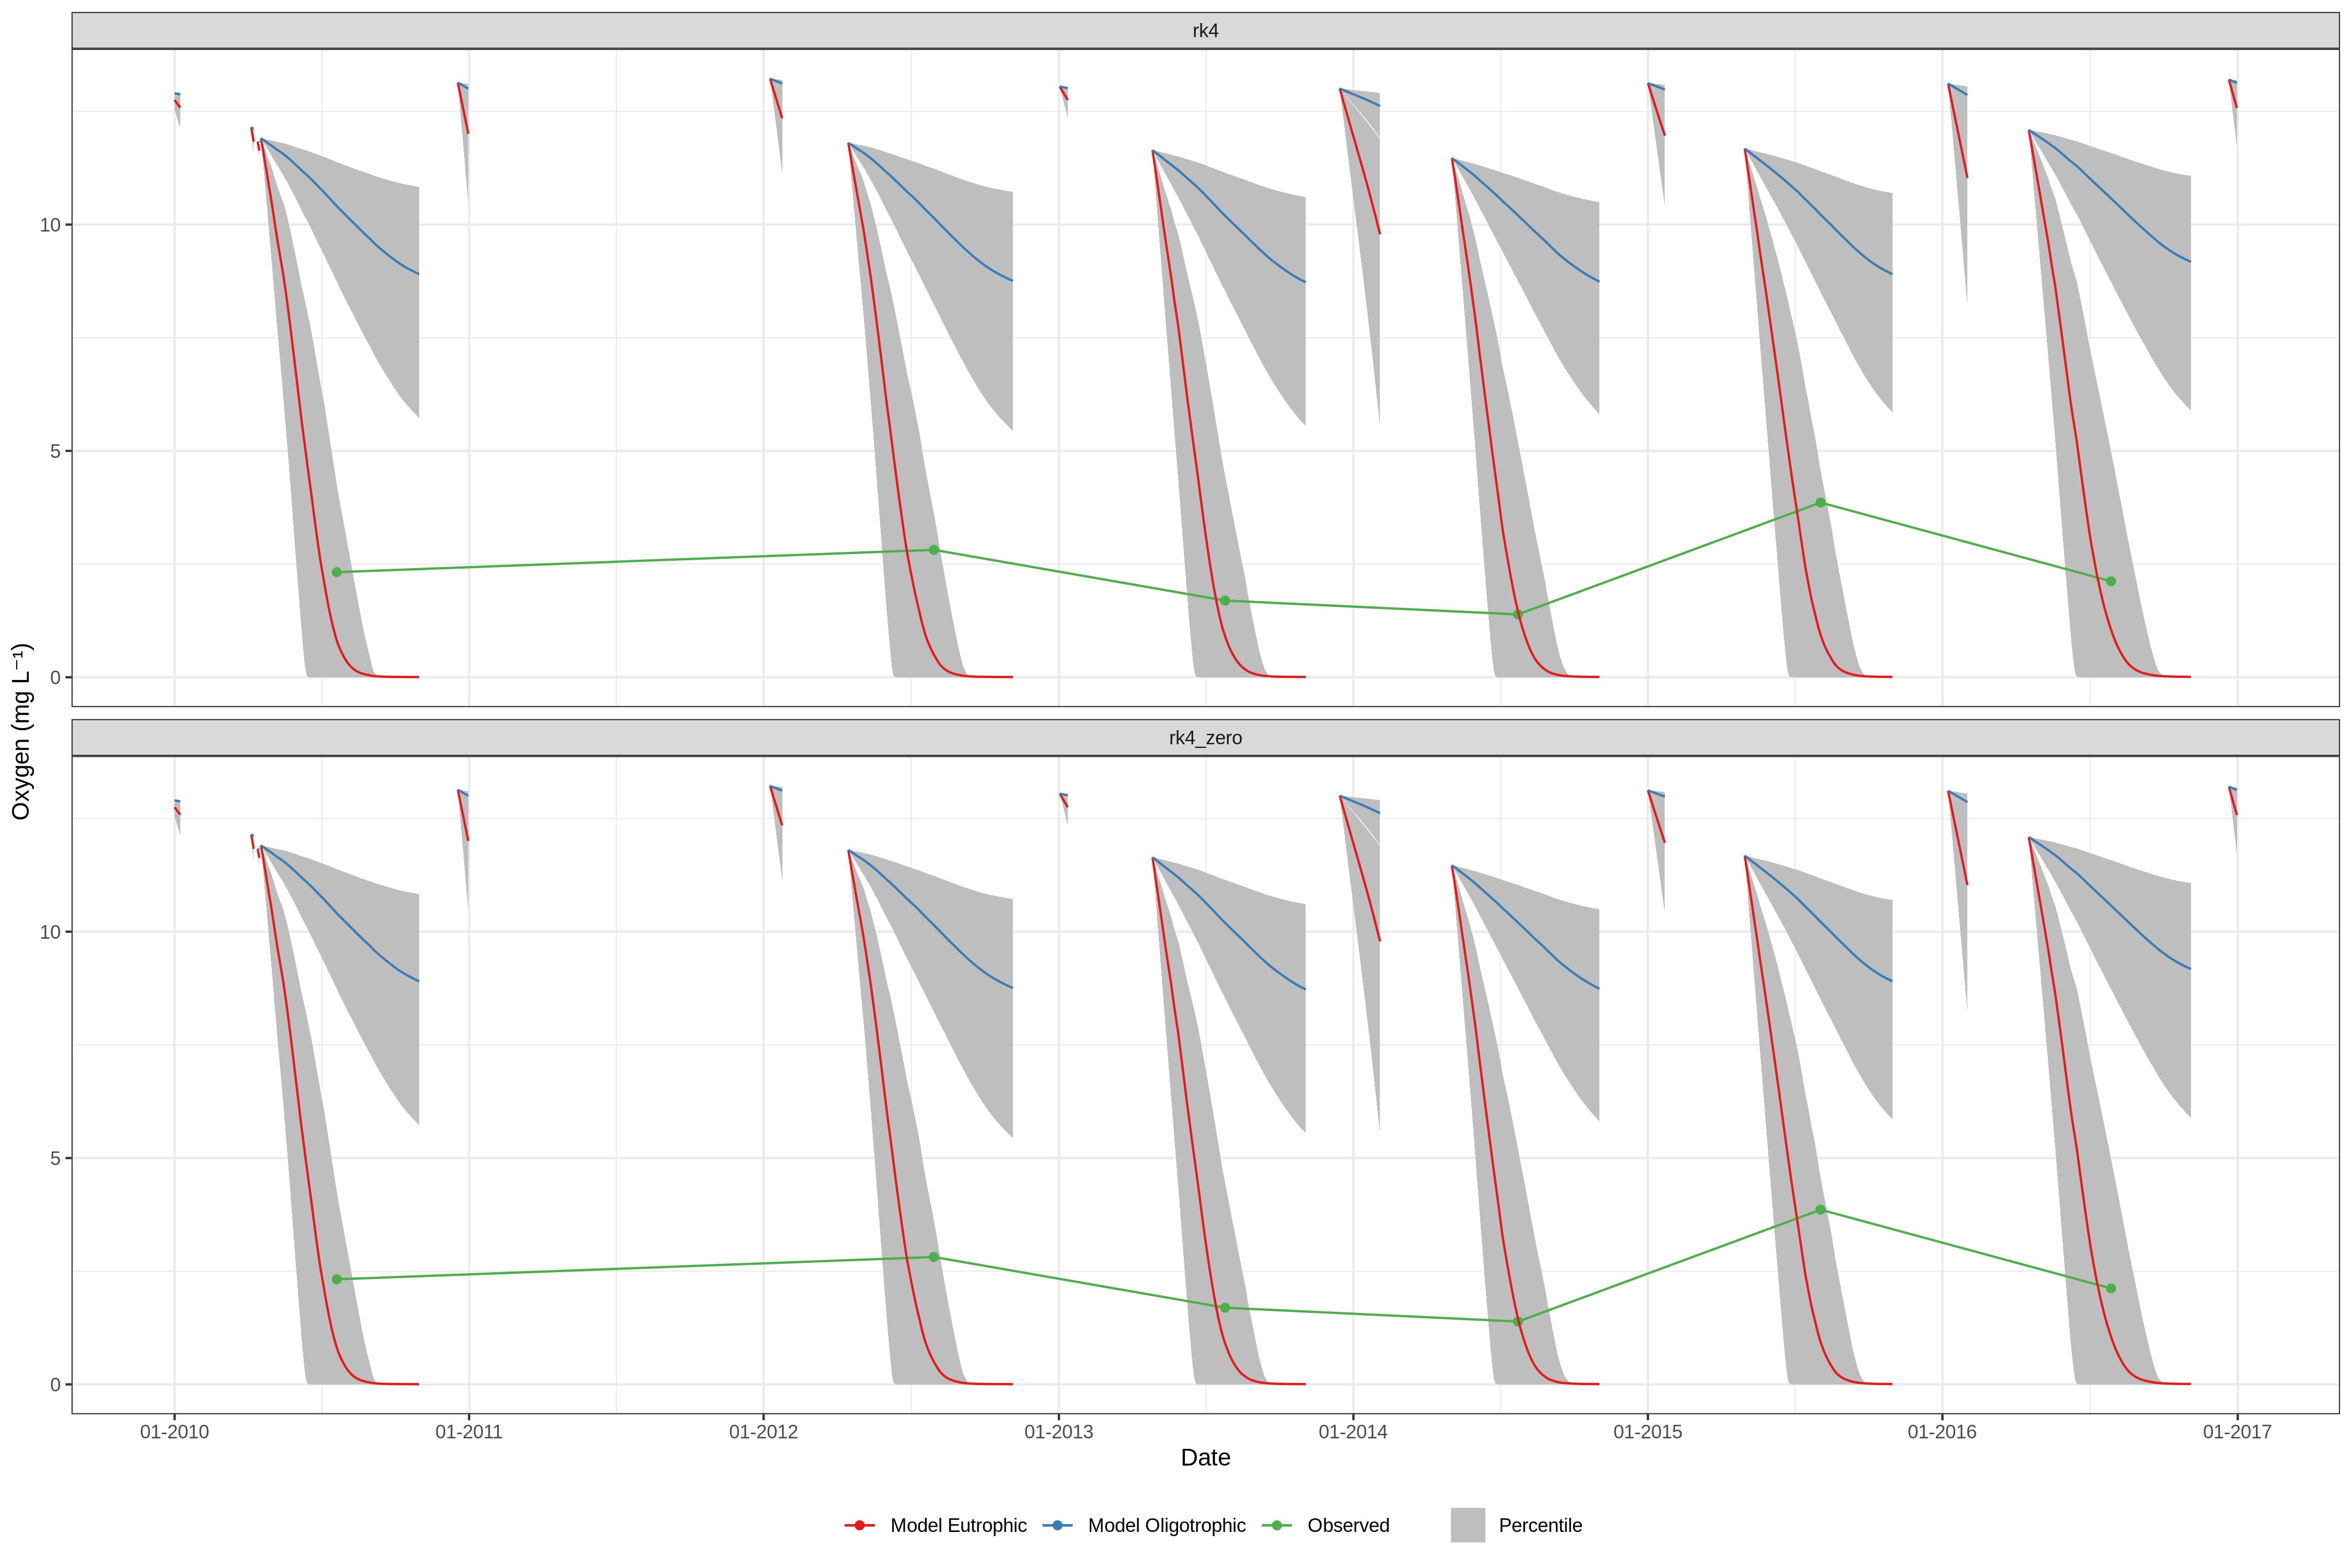 rk4
10
5
0
Oxygen (mg L⁻¹)
rk4_zero
10
5
0
01-2010 01-2011 01-2012 01-2013 01-2014 01-2015 01-2016 01-2017
Date
Model Eutrophic Model Oligotrophic Observed Percentile